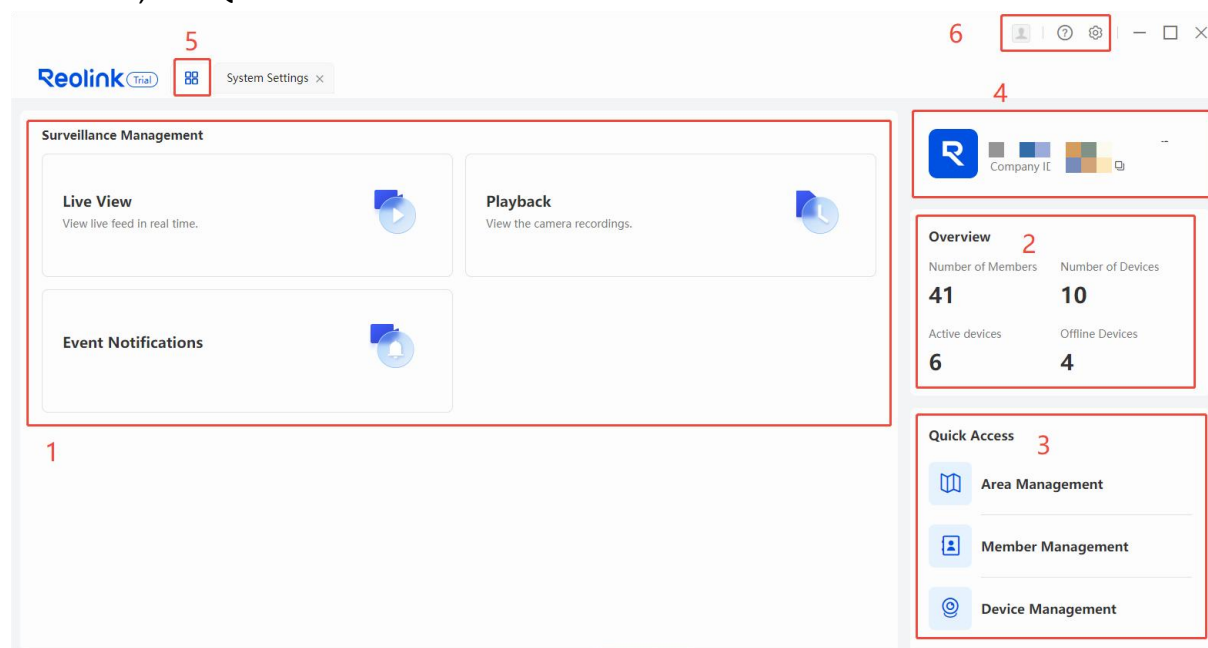 6
5
Reolink Trial
System Settings ×
4
Surveillance Management
Live View
View live feed in real time.
Playback
View the camera recordings.
Event Notifications
1
Company
Overview
2
Number of Members
Number of Devices
41
10
Active devices
Offline Devices
6
4
Quick Access
3
Area Management
Member Management
Device Management